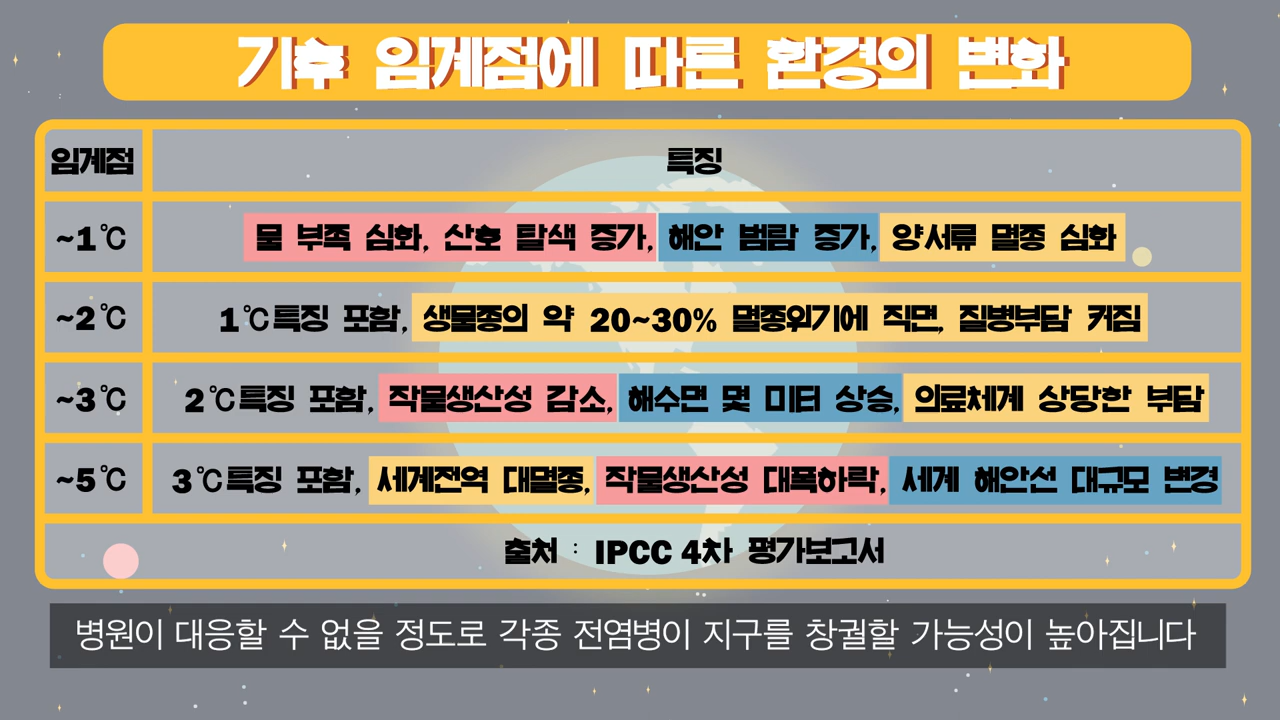 기후 임계점에 따른 환경의 변화
임계점 특징
~1℃ 물 부족 심화, 산호 탈색 증가, 해안 범람 증가, 양서류 멸종 심화
~2℃ 1℃특징 포함, 생물종의 약 20~30% 멸종위기에 직면, 질병부담 커짐
~3℃ 2℃특징 포함, 작물생산성 감소, 해수면 몇 미터 상승, 의료체계 상당한 부담
~5℃ 3℃특징 포함, 세계전역 대멸종, 작물생산성 대폭하락, 세계 해안선 대규모 변경
출처 : IPCC 4차 평가보고서
병원이 대응할 수 없을 정도로 각종 전염병이 지구를 창궐할 가능성이 높아집니다